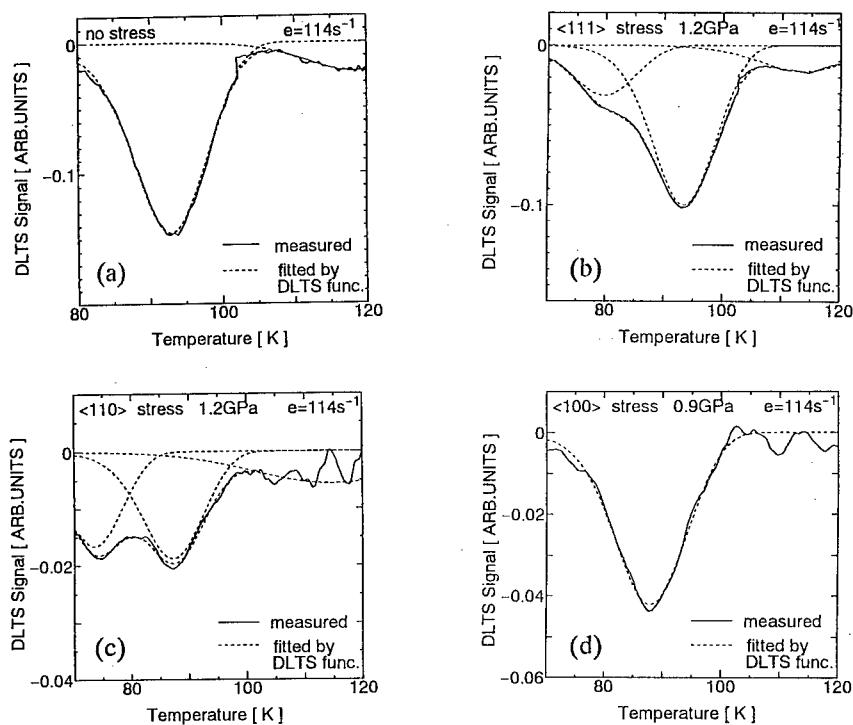 no stress e=114s⁻¹
0
−0.1
DLTS Signal [ ARB.UNITS ]
(a)
measured
fitted by
DLTS func.
80 100 120
Temperature [ K ]
<111> stress 1.2GPa e=114s⁻¹
0
−0.1
DLTS Signal [ ARB.UNITS ]
(b)
measured
fitted by
DLTS func.
80 100 120
Temperature [ K ]
<110> stress 1.2GPa e=114s⁻¹
0
−0.02
−0.04
DLTS Signal [ ARB.UNITS ]
(c)
measured
fitted by
DLTS func.
80 100 120
Temperature [ K ]
<100> stress 0.9GPa e=114s⁻¹
0
−0.02
−0.04
−0.06
DLTS Signal [ ARB.UNITS ]
(d)
measured
fitted by
DLTS func.
80 100 120
Temperature [ K ]